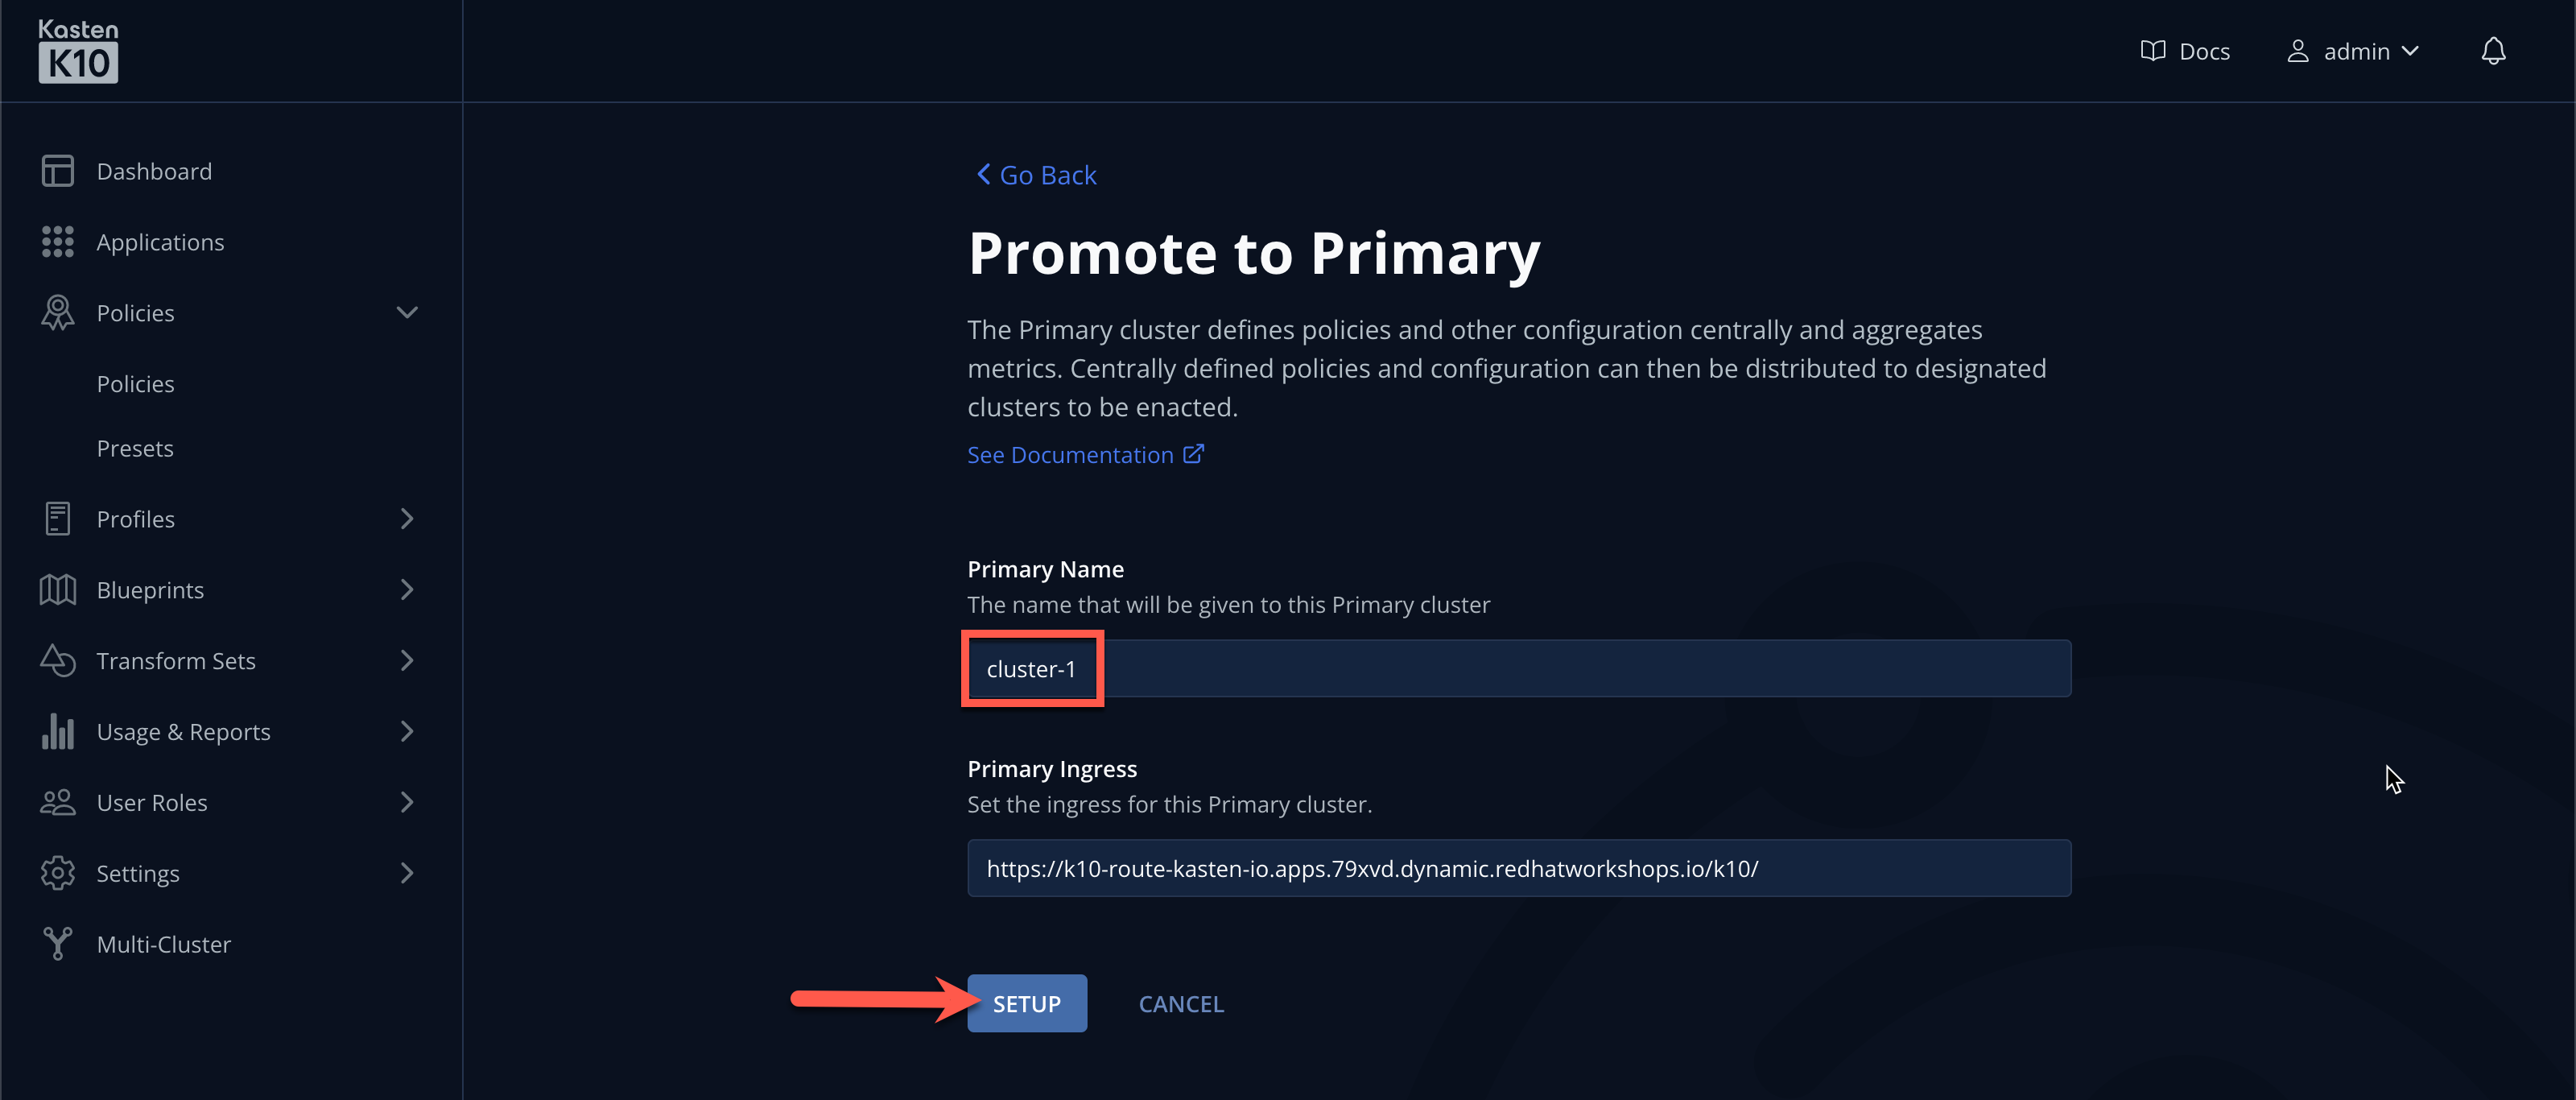 Kasten
K10
Docs
admin
Dashboard
Applications
Policies
Policies
Presets
Profiles
Blueprints
Transform Sets
Usage & Reports
User Roles
Settings
Multi-Cluster
Go Back
Promote to Primary
The Primary cluster defines policies and other configuration centrally and aggregates
metrics. Centrally defined policies and configuration can then be distributed to designated
clusters to be enacted.
See Documentation
Primary Name
The name that will be given to this Primary cluster
cluster-1
Primary Ingress
Set the ingress for this Primary cluster.
https://k10-route-kasten-io.apps.79xvd.dynamic.redhatworkshops.io/k10/
SETUP
CANCEL